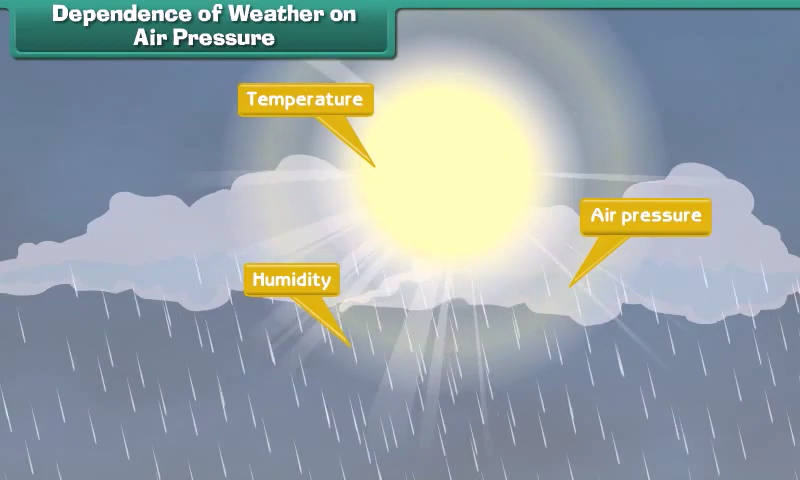 Dependence of Weather on
Air Pressure
Temperature
Air pressure
Humidity